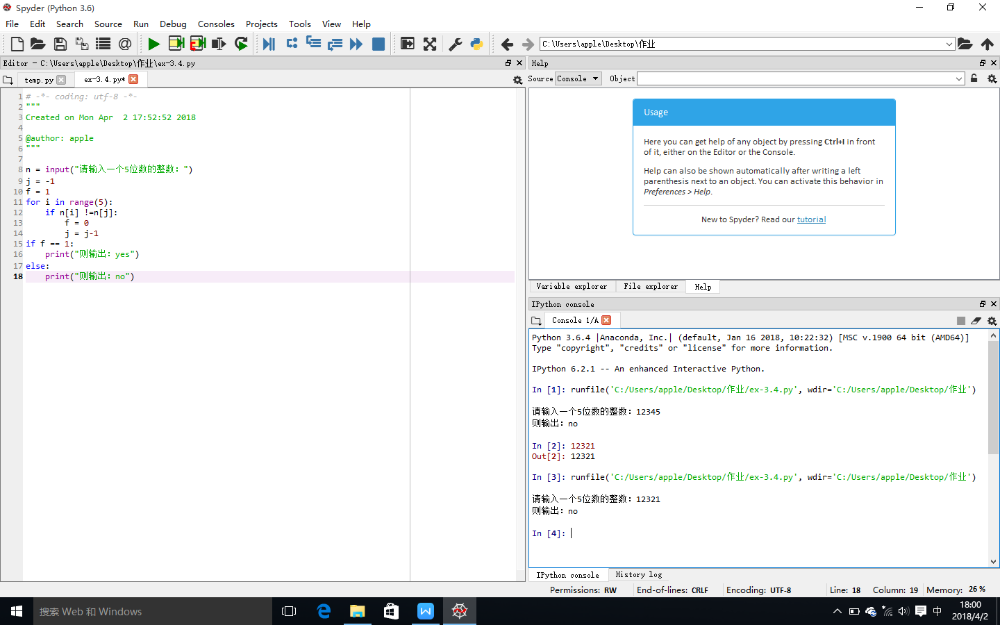 Spyder (Python 3.6)
File Edit Search Source Run Debug Consoles Projects Tools View Help
C:\Users\apple\Desktop\作业
Editor - C:\Users\apple\Desktop\作业\ex-3.4.py
temp.py ex-3.4.py*
1 # -*- coding: utf-8 -*-
2 """
3 Created on Mon Apr  2 17:52:52 2018
4
5 @author: apple
6 """
7
8 n = input("请输入一个5位数的整数：")
9 j = -1
10 f = 1
11 for i in range(5):
12     if n[i] !=n[j]:
13         f = 0
14         j = j-1
15 if f == 1:
16     print("则输出：yes")
17 else:
18     print("则输出：no")
Help
Source Console Object
Usage
Here you can get help of any object by pressing Ctrl+I in front
of it, either on the Editor or the Console.
Help can also be shown automatically after writing a left
parenthesis next to an object. You can activate this behavior in
Preferences > Help.
New to Spyder? Read our tutorial
Variable explorer File explorer Help
IPython console
Console 1/A
Python 3.6.4 |Anaconda, Inc.| (default, Jan 16 2018, 10:22:32) [MSC v.1900 64 bit (AMD64)]
Type "copyright", "credits" or "license" for more information.
IPython 6.2.1 -- An enhanced Interactive Python.
In [1]: runfile('C:/Users/apple/Desktop/作业/ex-3.4.py', wdir='C:/Users/apple/Desktop/作业')
请输入一个5位数的整数：12345
则输出：no
In [2]: 12321
Out[2]: 12321
In [3]: runfile('C:/Users/apple/Desktop/作业/ex-3.4.py', wdir='C:/Users/apple/Desktop/作业')
请输入一个5位数的整数：12321
则输出：no
In [4]:
IPython console History log
Permissions: RW End-of-lines: CRLF Encoding: UTF-8 Line: 18 Column: 19 Memory: 26 %
搜索 Web 和 Windows
中
18:00
2018/4/2